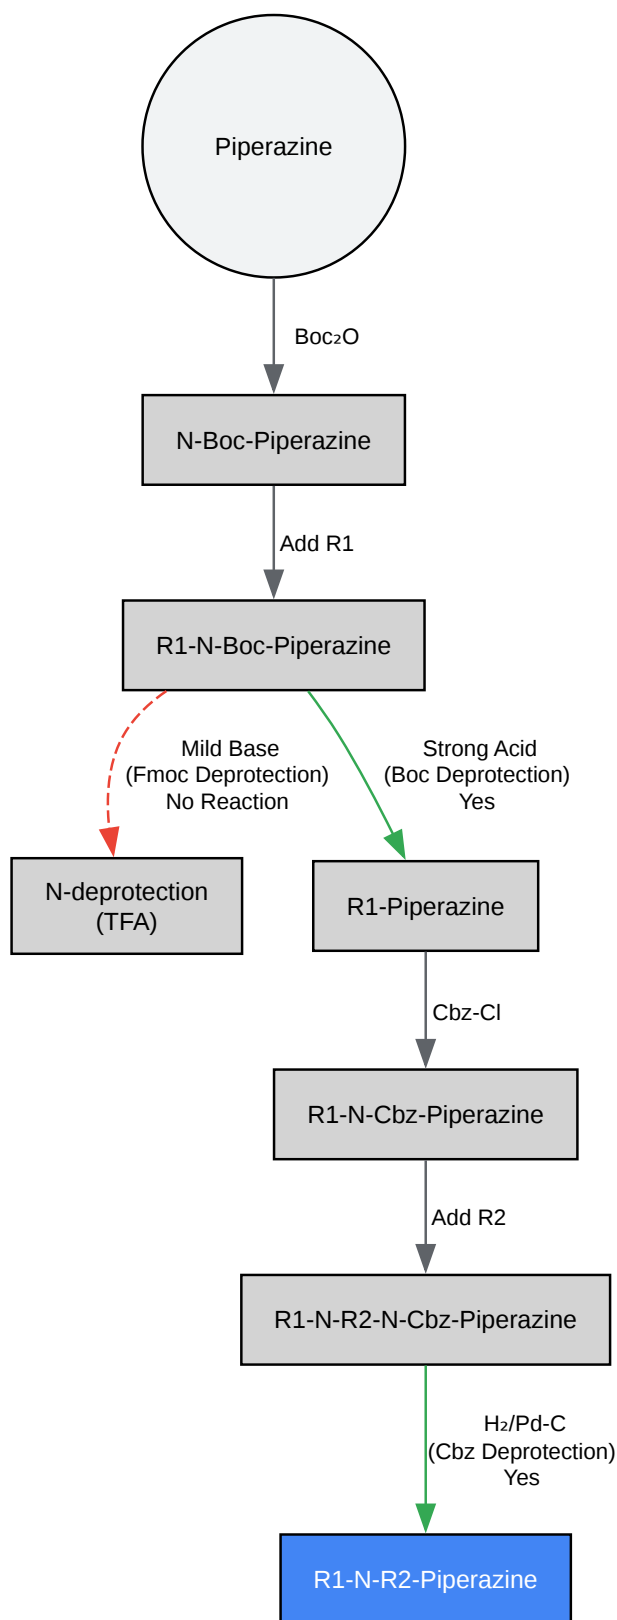 Piperazine
Boc₂O
N-Boc-Piperazine
Add R1
R1-N-Boc-Piperazine
Mild Base
(Fmoc Deprotection)
No Reaction
Strong Acid
(Boc Deprotection)
Yes
N-deprotection
(TFA)
R1-Piperazine
Cbz-Cl
R1-N-Cbz-Piperazine
Add R2
R1-N-R2-N-Cbz-Piperazine
H₂/Pd-C
(Cbz Deprotection)
Yes
R1-N-R2-Piperazine